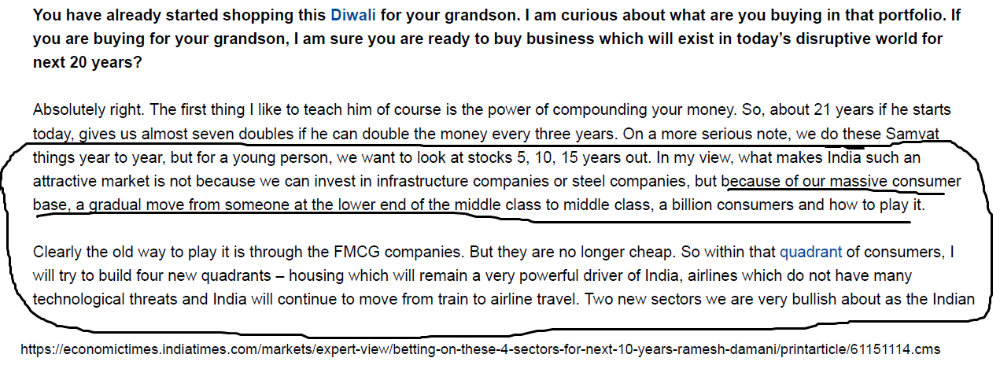 You have already started shopping this Diwali for your grandson. I am curious about what are you buying in that portfolio. If
you are buying for your grandson, I am sure you are ready to buy business which will exist in today’s disruptive world for
next 20 years?
Absolutely right. The first thing I like to teach him of course is the power of compounding your money. So, about 21 years if he starts
today, gives us almost seven doubles if he can double the money every three years. On a more serious note, we do these Samvat
things year to year, but for a young person, we want to look at stocks 5, 10, 15 years out. In my view, what makes India such an
attractive market is not because we can invest in infrastructure companies or steel companies, but because of our massive consumer
base, a gradual move from someone at the lower end of the middle class to middle class, a billion consumers and how to play it.
Clearly the old way to play it is through the FMCG companies. But they are no longer cheap. So within that quadrant of consumers, I
will try to build four new quadrants – housing which will remain a very powerful driver of India, airlines which do not have many
technological threats and India will continue to move from train to airline travel. Two new sectors we are very bullish about as the Indian
https://economictimes.indiatimes.com/markets/expert-view/betting-on-these-4-sectors-for-next-10-years-ramesh-damani/printarticle/61151114.cms